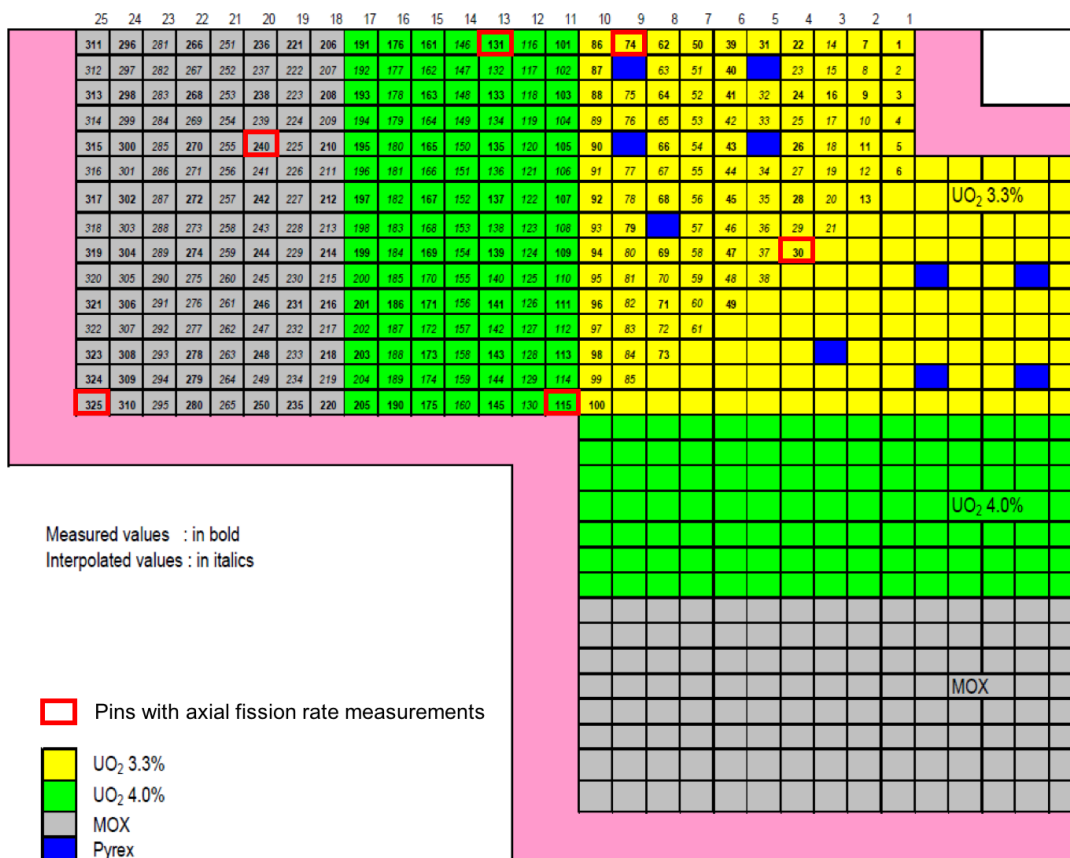 25 24 23 22 21 20 19 18 17 16 15 14 13 12 11 10 9 8 7 6 5 4 3 2 1
311 296 281 266 251 236 221 206 191 176 161 146 131 116 101 86 74 62 50 39 31 22 14 7 1
312 297 282 267 252 237 222 207 192 177 162 147 132 117 102 87 63 51 40 23 15 8 2
313 298 283 268 253 238 223 208 193 178 163 148 133 118 103 88 75 64 52 41 32 24 16 9 3
314 299 284 269 254 239 224 209 194 179 164 149 134 119 104 89 76 65 53 42 33 25 17 10 4
315 300 285 270 255 240 225 210 195 180 165 150 135 120 105 90 66 54 43 26 18 11 5
316 301 286 271 256 241 226 211 196 181 166 151 136 121 106 91 77 67 55 44 34 27 19 12 6
317 302 287 272 257 242 227 212 197 182 167 152 137 122 107 92 78 68 56 45 35 28 20 13 UO₂ 3.3%
318 303 288 273 258 243 228 213 198 183 168 153 138 123 108 93 79 57 46 36 29 21
319 304 289 274 259 244 229 214 199 184 169 154 139 124 109 94 80 69 58 47 37 30
320 305 290 275 260 245 230 215 200 185 170 155 140 125 110 95 81 70 59 48 38
321 306 291 276 261 246 231 216 201 186 171 156 141 126 111 96 82 71 60 49
322 307 292 277 262 247 232 217 202 187 172 157 142 127 112 97 83 72 61
323 308 293 278 263 248 233 218 203 188 173 158 143 128 113 98 84 73
324 309 294 279 264 249 234 219 204 189 174 159 144 129 114 99 85
325 310 295 280 265 250 235 220 205 190 175 160 145 130 115 100
UO₂ 4.0%
Measured values : in bold
Interpolated values : in italics
MOX
Pins with axial fission rate measurements
UO₂ 3.3%
UO₂ 4.0%
MOX
Pyrex